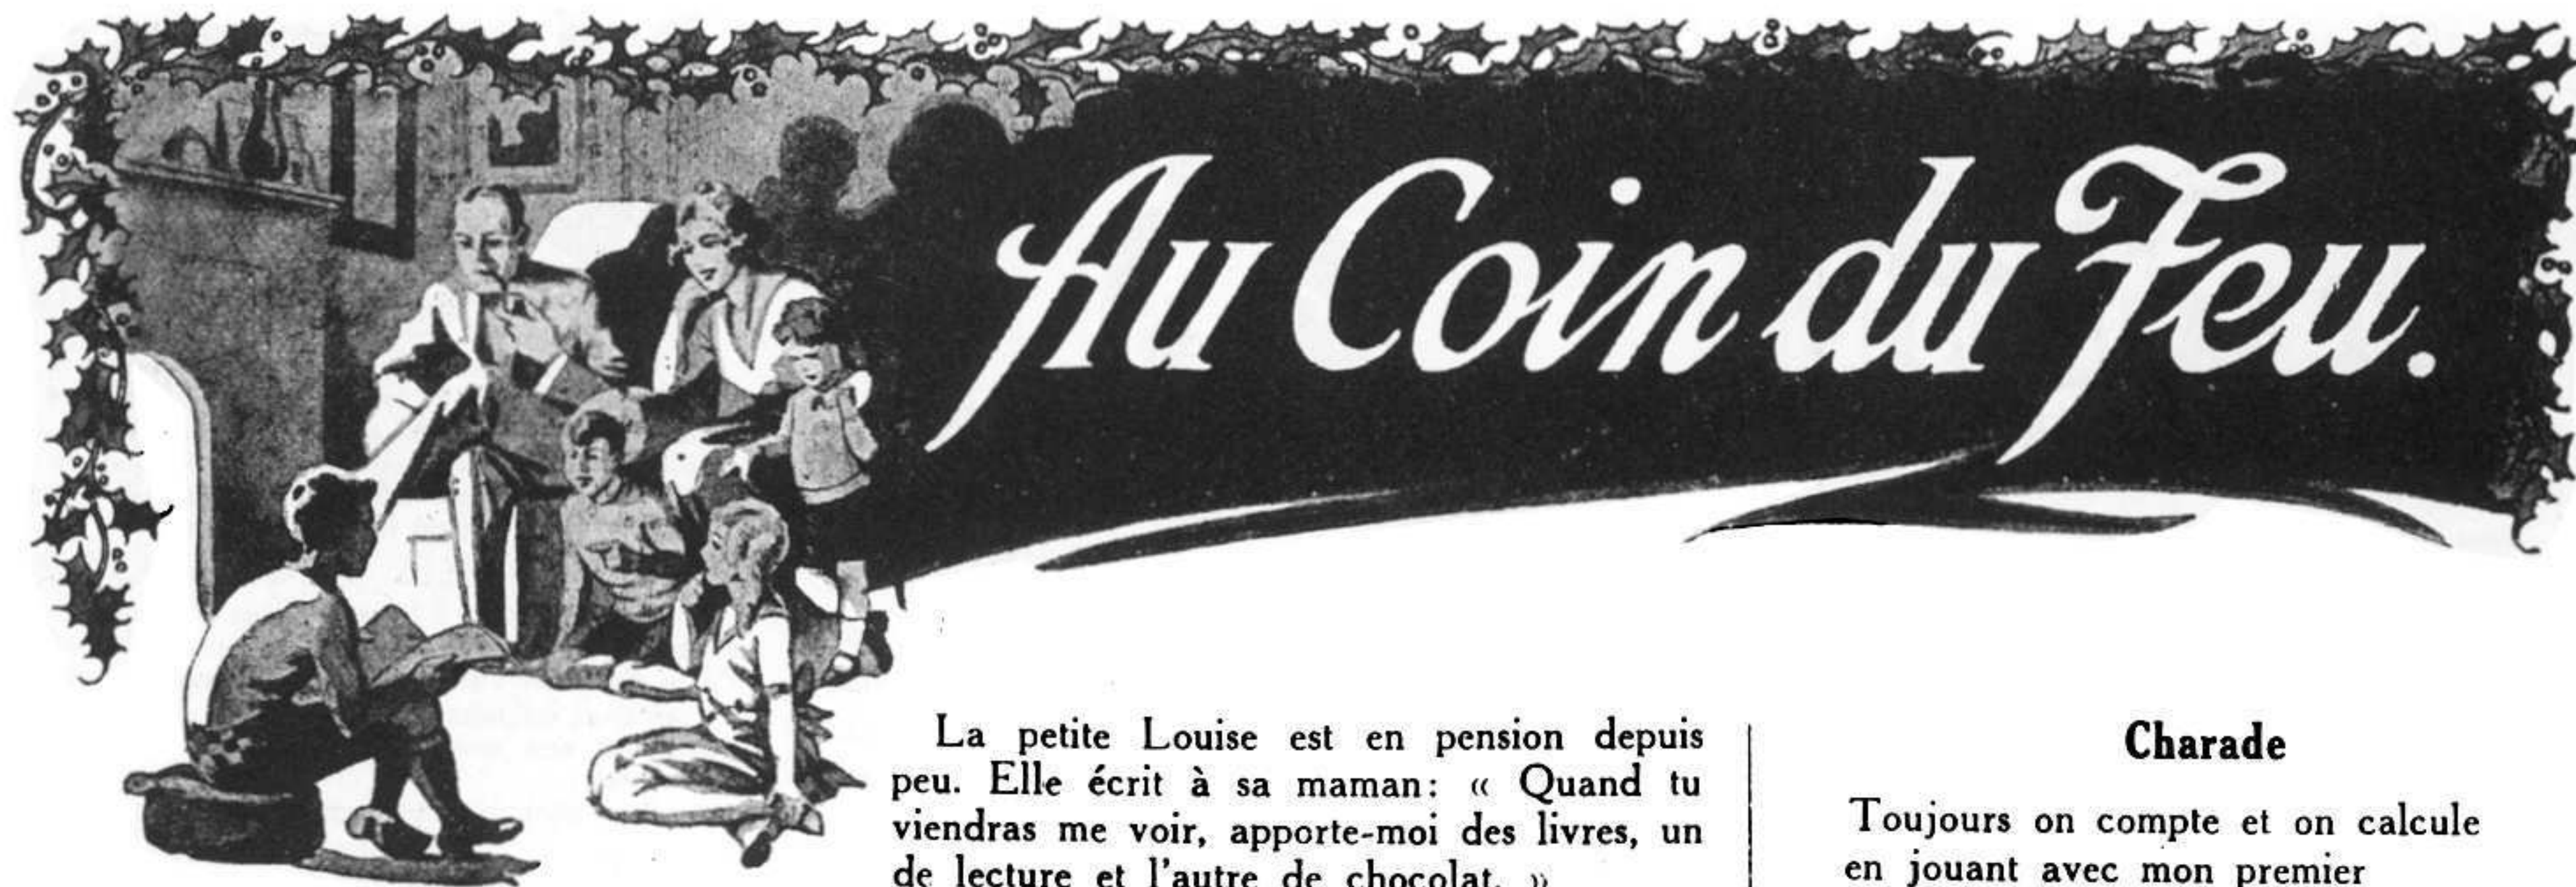 Au Coin du Feu.
La petite Louise est en pension depuis
peu. Elle écrit à sa maman: « Quand tu
viendras me voir, apporte-moi des livres, un
de lecture et l'autre de chocolat. »
Charade
Toujours on compte et on calcule
en jouant avec mon premier